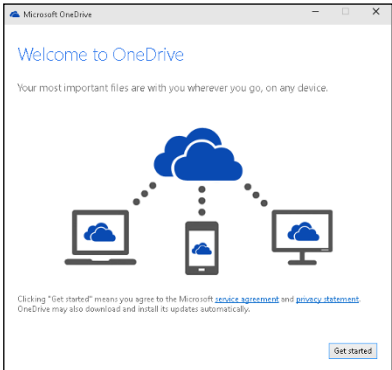 Microsoft OneDrive
Welcome to OneDrive
Your most important files are with you wherever you go, on any device.
Clicking "Get started" means you agree to the Microsoft service agreement and privacy statement.
OneDrive may also download and install its updates automatically.
Get started